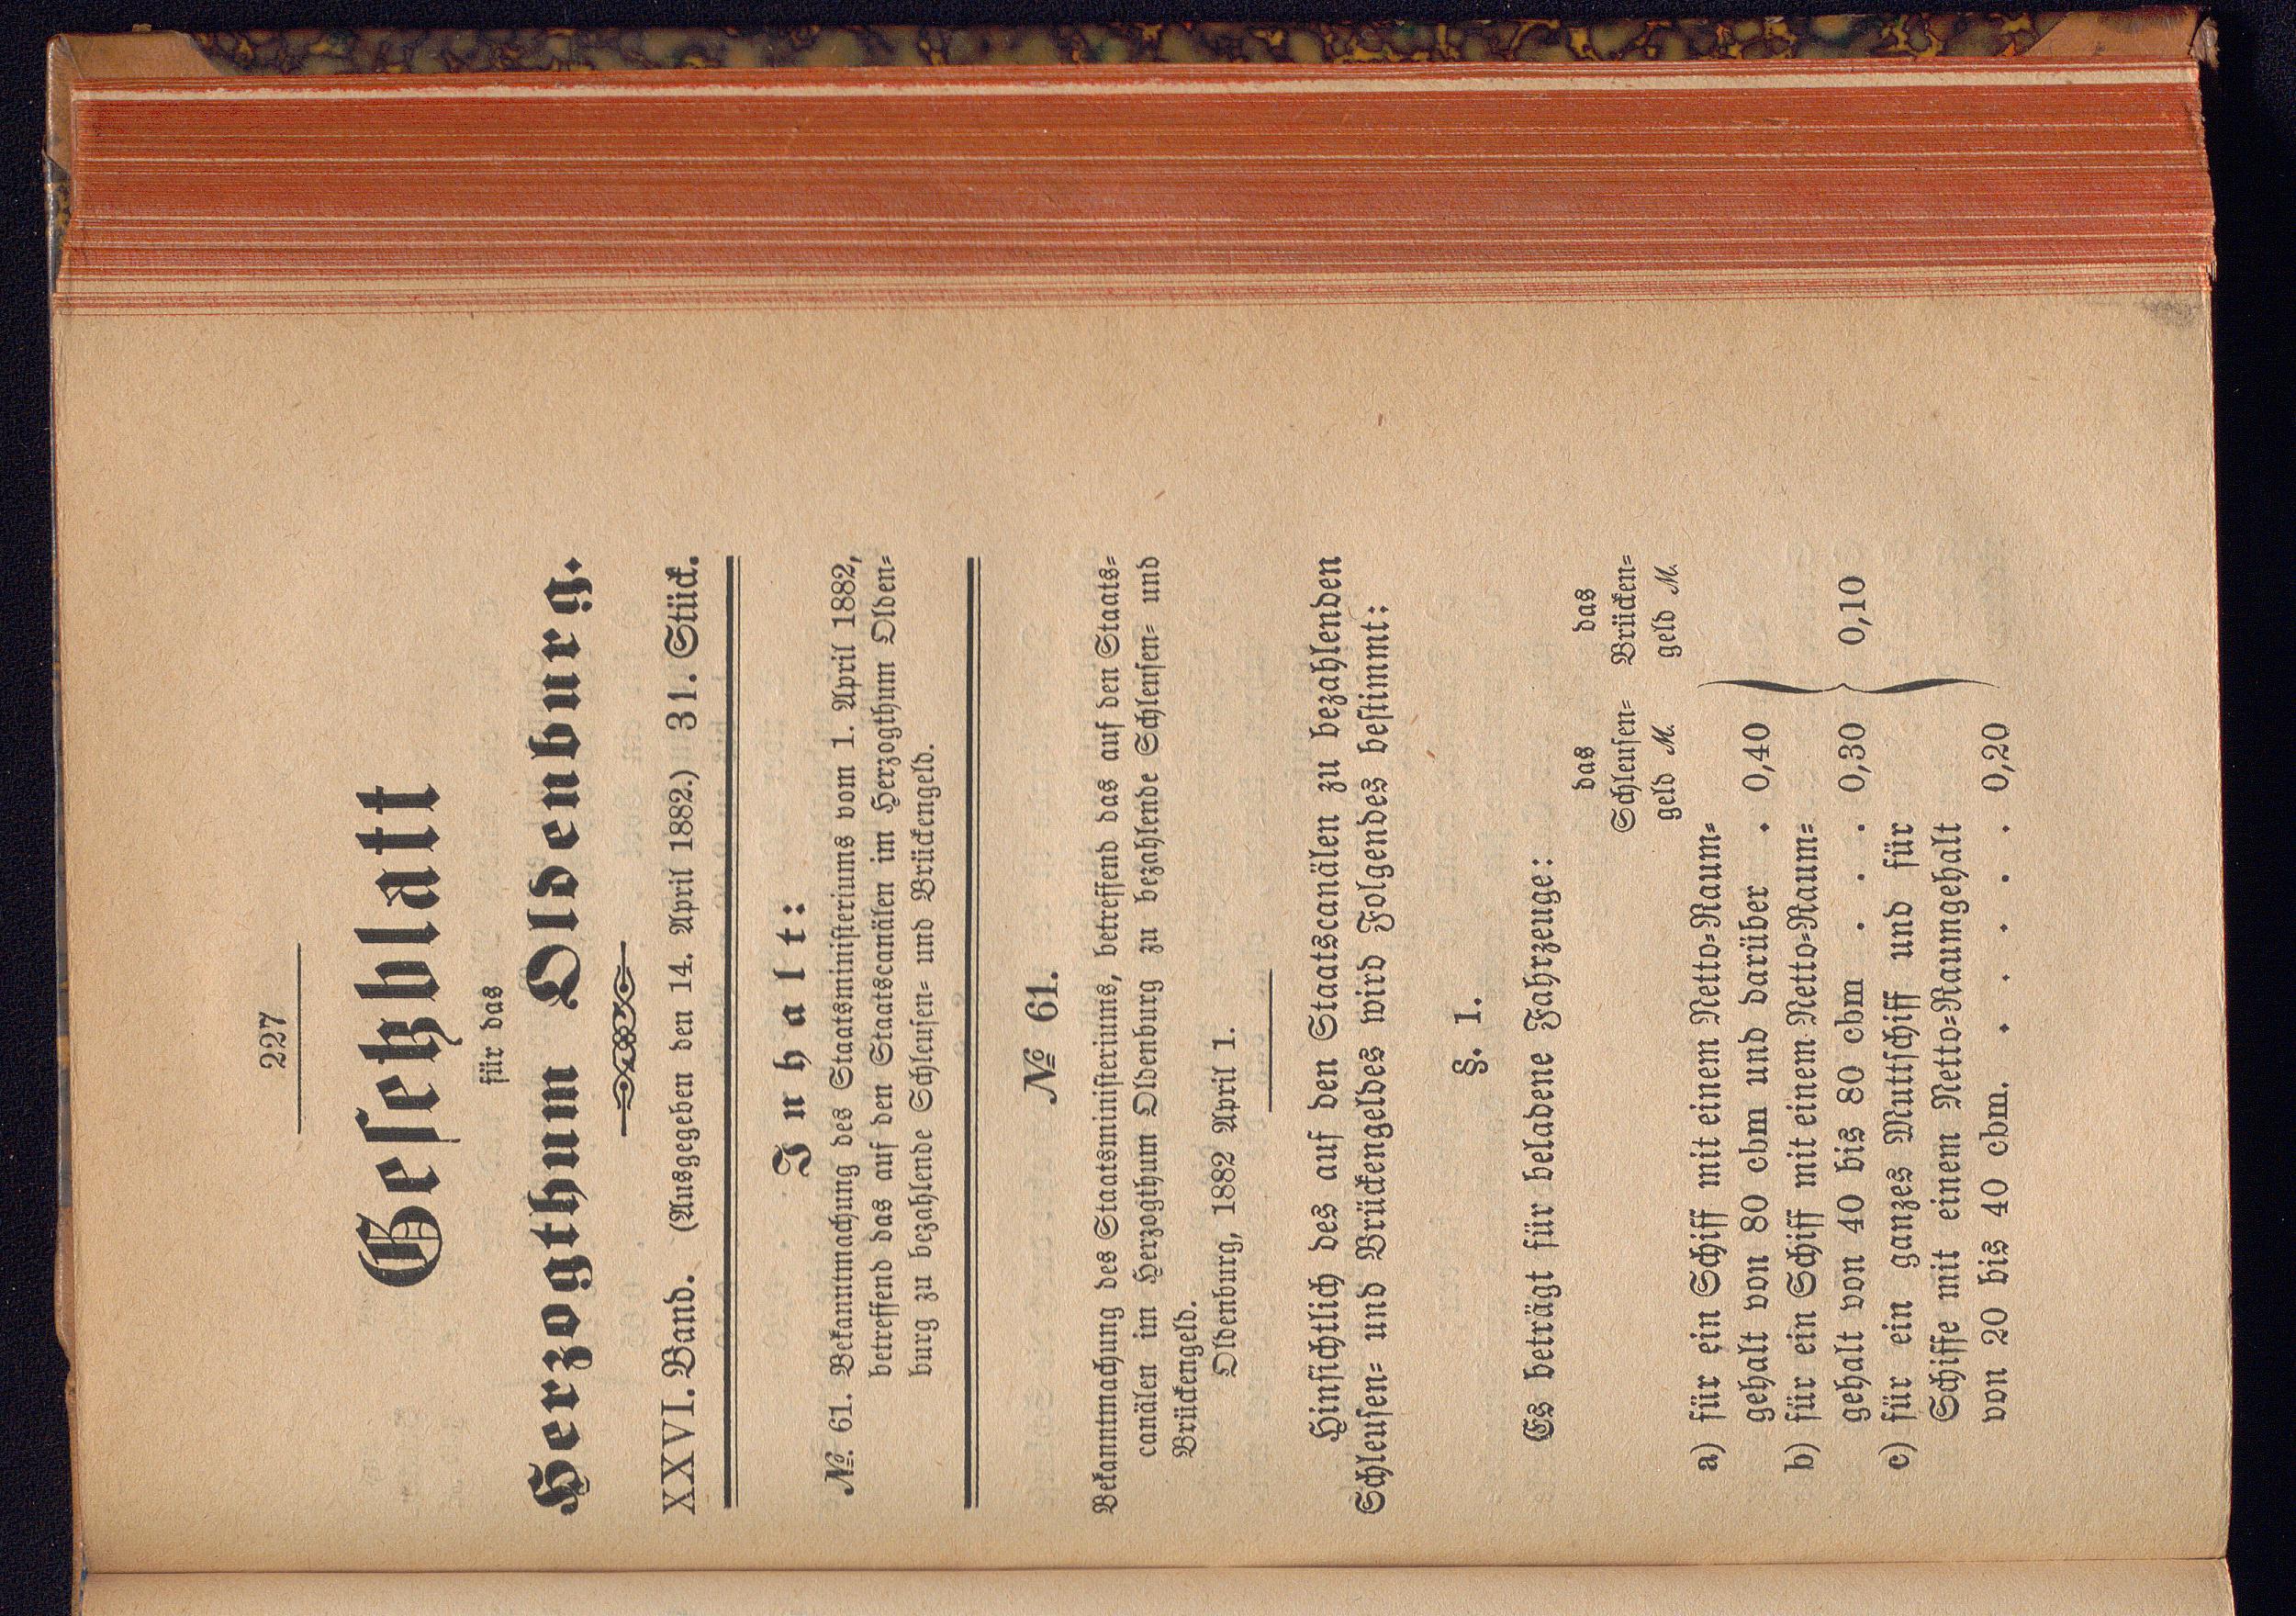 227
Gesetzblatt
für das
Herzogthum Oldenburg.
XXVI. Band. (Ausgegeben den 14. April 1882.) 31. Stück.
Inhalt:
№. 61. Bekanntmachung des Staatsministeriums vom 1. April 1882,
betreffend das auf den Staatscanälen im Herzogthum Olden-
burg zu bezahlende Schleusen- und Brückengeld.
№ 61.
Bekanntmachung des Staatsministeriums, betreffend das auf den Staats-
canälen im Herzogthum Oldenburg zu bezahlende Schleusen- und
Brückengeld.
Oldenburg, 1882 April 1.
Hinsichtlich des auf den Staatscanälen zu bezahlenden
Schleusen- und Brückengeldes wird Folgendes bestimmt:
§. 1.
Es beträgt für beladene Fahrzeuge:
das das
Schleusen- Brücken-
geld M. geld M.
a) für ein Schiff mit einem Netto-Raum-
gehalt von 80 cbm und darüber . 0,40
b) für ein Schiff mit einem Netto-Raum-
gehalt von 40 bis 80 cbm . . . 0,30 0,10
c) für ein ganzes Muttschiff und für
Schiffe mit einem Netto-Raumgehalt
von 20 bis 40 cbm. . . . . . 0,20